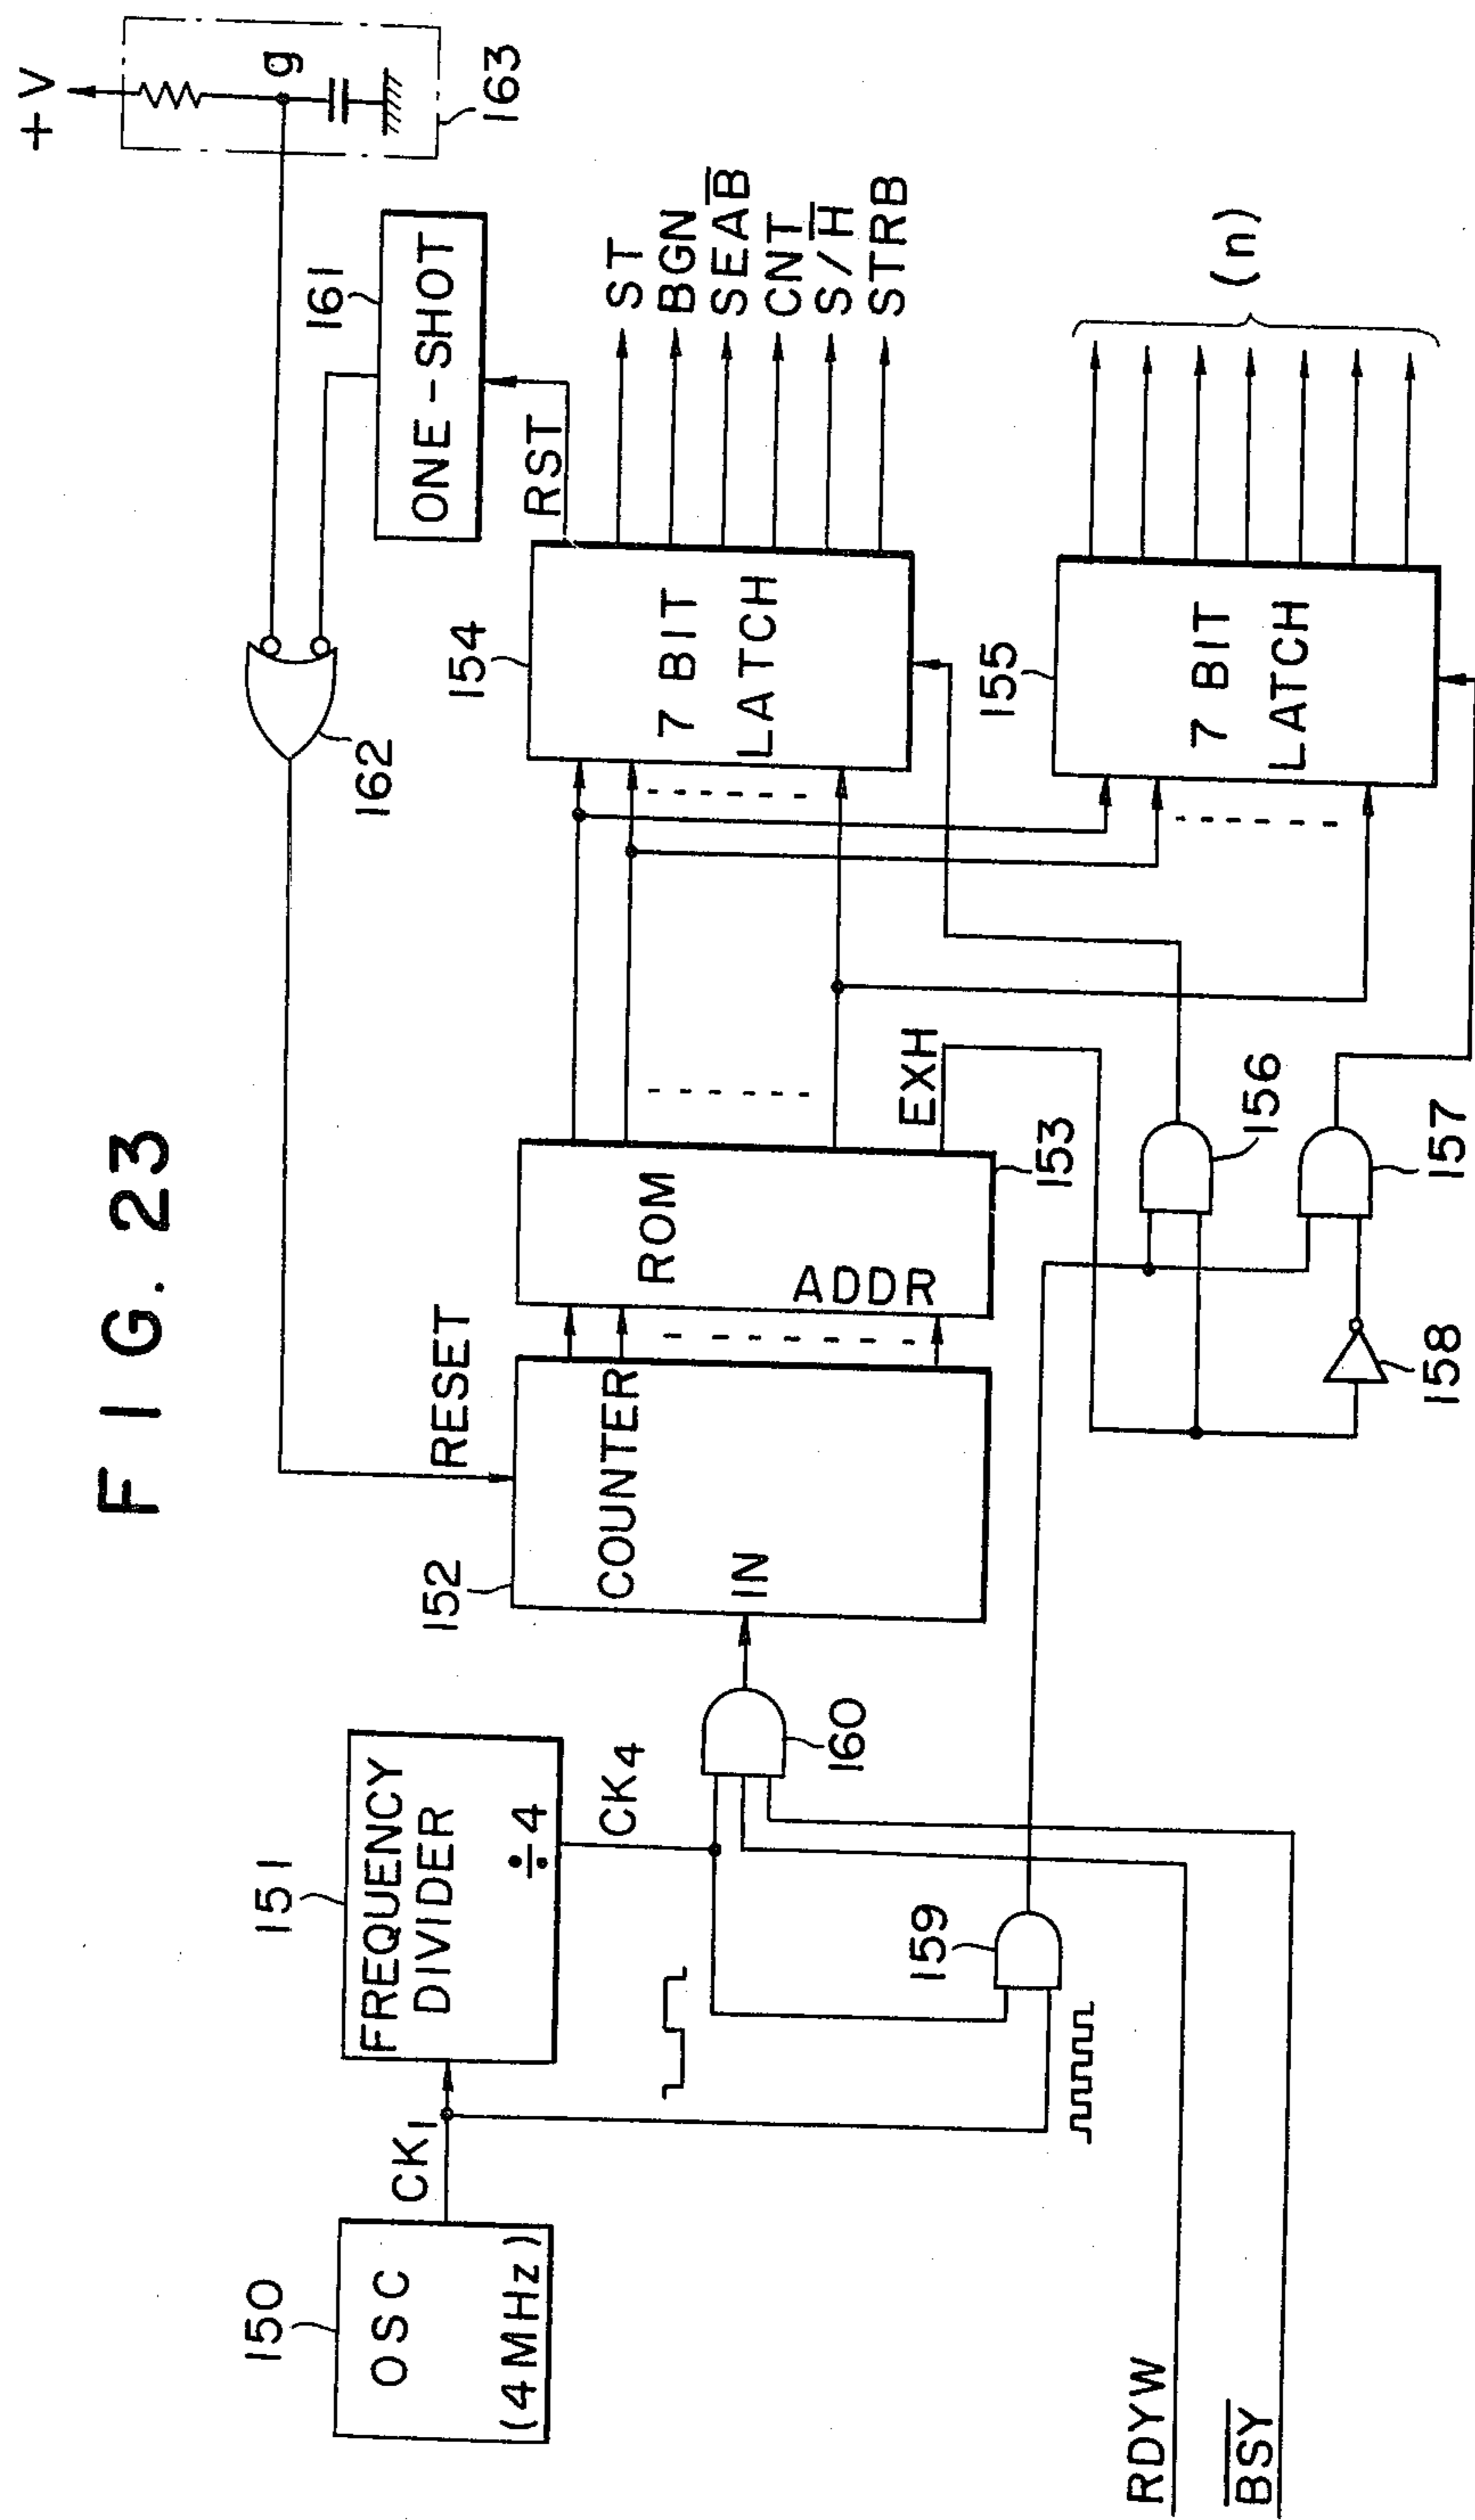 FIG. 23
+V
g
163
162
161
ONE-SHOT
RST
150
OSC
(4MHz)
CK1
151
FREQUENCY
DIVIDER
÷4
CK4
160
159
152
RESET
COUNTER
IN
ROM
ADDR
153
EXH
154
7 BIT
LATCH
ST
BGN
SEAB̅
CNT
S/H̅
STRB
155
7 BIT
LATCH
(n)
156
157
158
RDYW
B̅S̅Y̅